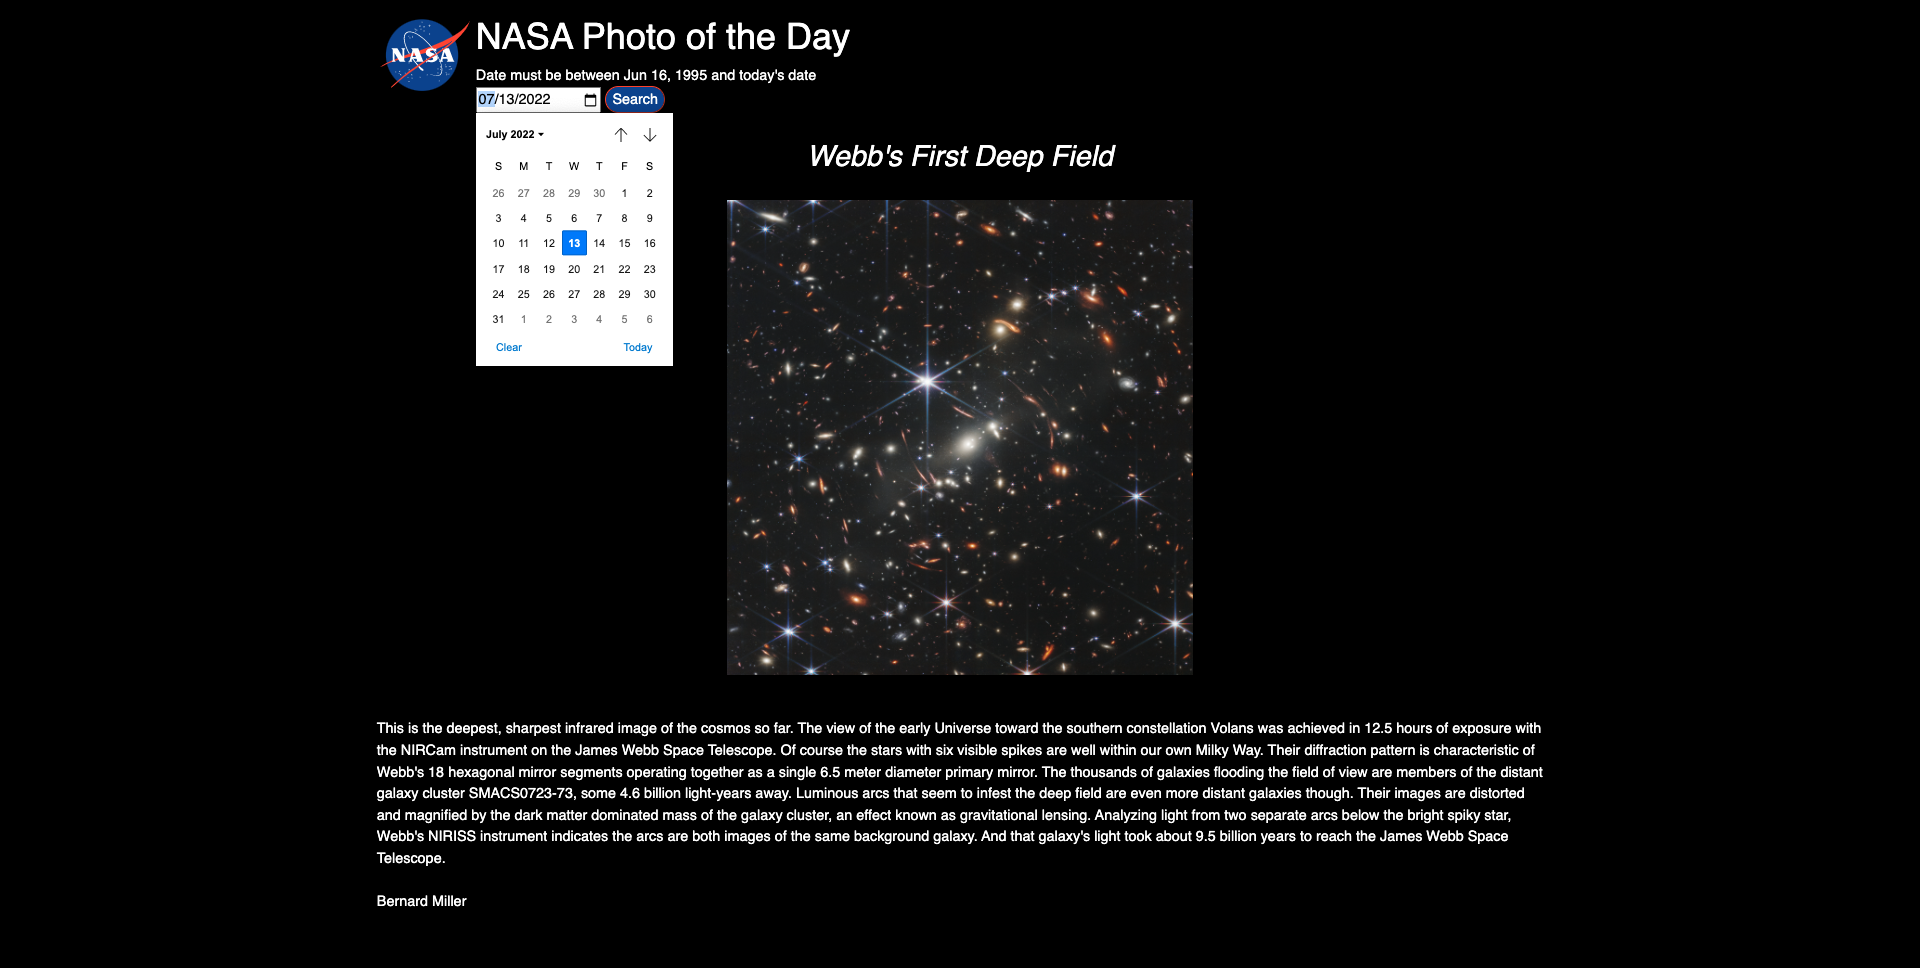 NASA
NASA Photo of the Day
Date must be between Jun 16, 1995 and today's date
07/13/2022
Search
July 2022
S M T W T F S
26 27 28 29 30 1 2
3 4 5 6 7 8 9
10 11 12 13 14 15 16
17 18 19 20 21 22 23
24 25 26 27 28 29 30
31 1 2 3 4 5 6
Clear Today
Webb's First Deep Field
This is the deepest, sharpest infrared image of the cosmos so far. The view of the early Universe toward the southern constellation Volans was achieved in 12.5 hours of exposure with
the NIRCam instrument on the James Webb Space Telescope. Of course the stars with six visible spikes are well within our own Milky Way. Their diffraction pattern is characteristic of
Webb's 18 hexagonal mirror segments operating together as a single 6.5 meter diameter primary mirror. The thousands of galaxies flooding the field of view are members of the distant
galaxy cluster SMACS0723-73, some 4.6 billion light-years away. Luminous arcs that seem to infest the deep field are even more distant galaxies though. Their images are distorted
and magnified by the dark matter dominated mass of the galaxy cluster, an effect known as gravitational lensing. Analyzing light from two separate arcs below the bright spiky star,
Webb's NIRISS instrument indicates the arcs are both images of the same background galaxy. And that galaxy's light took about 9.5 billion years to reach the James Webb Space
Telescope.
Bernard Miller